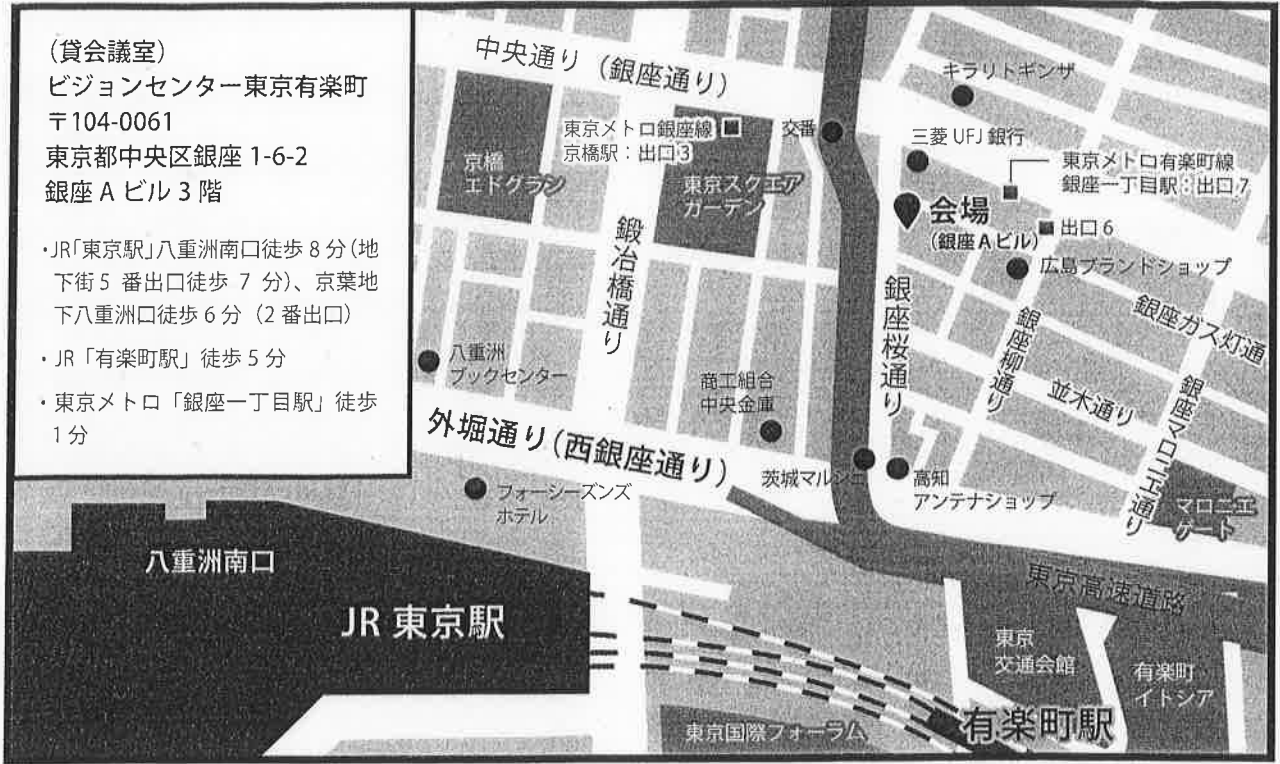 (貸会議室)
ビジョンセンター東京有楽町
〒104-0061
東京都中央区銀座 1-6-2
銀座 A ビル 3 階
・JR「東京駅」八重洲南口徒歩 8 分(地
下街 5 番出口徒歩 7 分)、京葉地
下八重洲口徒歩 6 分（2 番出口）
・JR「有楽町駅」徒歩 5 分
・東京メトロ「銀座一丁目駅」徒歩
1 分
中央通り（銀座通り）
キラリトギンザ
東京メトロ銀座線
京橋駅：出口 3
交番
三菱 UFJ 銀行
東京メトロ有楽町線
銀座一丁目駅：出口 7
京橋
エドグラン
東京スクエア
ガーデン
会場
(銀座 A ビル)
出口 6
広島ブランドショップ
鍛冶橋通り
銀座桜通り
銀座柳通り
銀座ガス灯通
並木通り
銀座マロニエ通り
八重洲
ブックセンター
商工組合
中央金庫
外堀通り(西銀座通り)
フォーシーズンズ
ホテル
茨城マルシェ
高知
アンテナショップ
マロニエ
ゲート
八重洲南口
JR 東京駅
東京高速道路
東京
交通会館
有楽町
イトシア
東京国際フォーラム
有楽町駅